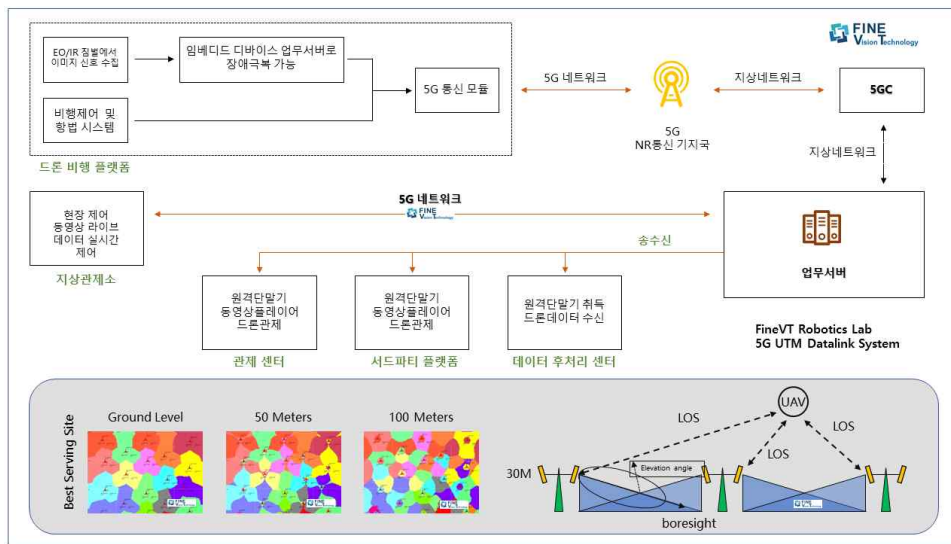 FINE
Vision Technology
EO/IR 짐벌에서
이미지 신호 수집
임베디드 디바이스 업무서버로
장애극복 가능
5G 통신 모듈
비행제어 및
항법 시스템
드론 비행 플랫폼
5G 네트워크
5G
NR통신 기지국
지상네트워크
5GC
지상네트워크
현장 제어
동영상 라이브
데이터 실시간
제어
지상관제소
5G 네트워크
FINE
Vision Technology
송수신
업무서버
원격단말기
동영상플레이어
드론관제
관제 센터
원격단말기
동영상플레이어
드론관제
서드파티 플랫폼
원격단말기 취득
드론데이터 수신
데이터 후처리 센터
FineVT Robotics Lab
5G UTM Datalink System
Best Serving Site
Ground Level
50 Meters
100 Meters
UAV
LOS
LOS
LOS
30M
Elevation angle
boresight